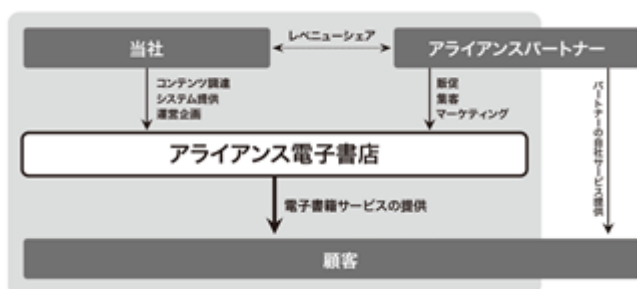 当社
レベニューシェア
アライアンスパートナー
コンテンツ調達
システム提供
運営企画
販促
集客
マーケティング
パートナーの自社サービス提供
アライアンス電子書店
電子書籍サービスの提供
顧客